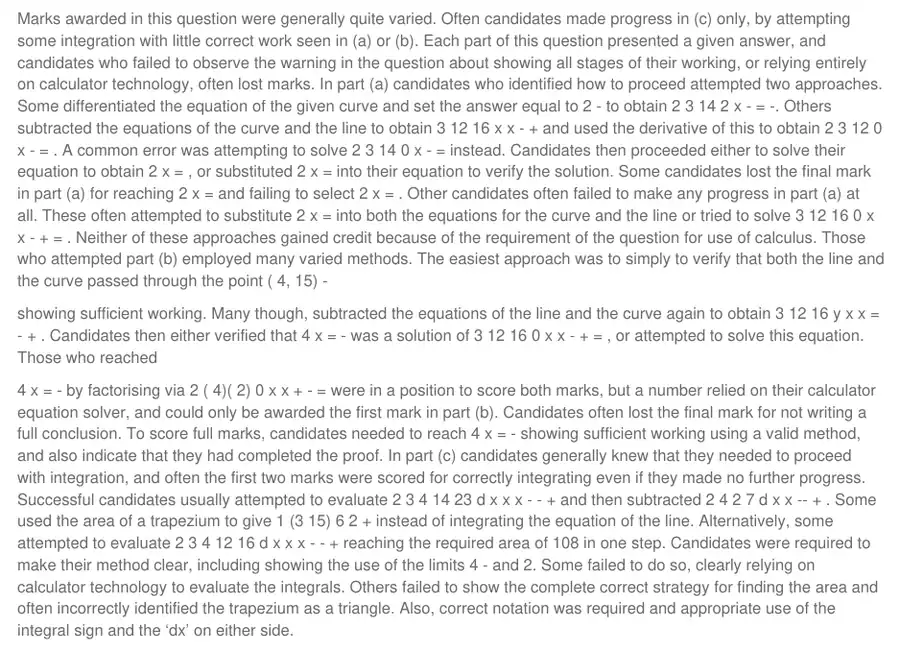 Marks awarded in this question were generally quite varied. Often candidates made progress in (c) only, by attempting
some integration with little correct work seen in (a) or (b). Each part of this question presented a given answer, and
candidates who failed to observe the warning in the question about showing all stages of their working, or relying entirely
on calculator technology, often lost marks. In part (a) candidates who identified how to proceed attempted two approaches.
Some differentiated the equation of the given curve and set the answer equal to 2 - to obtain 2 3 14 2 x - = -. Others
subtracted the equations of the curve and the line to obtain 3 12 16 x x - + and used the derivative of this to obtain 2 3 12 0
x - = . A common error was attempting to solve 2 3 14 0 x - = instead. Candidates then proceeded either to solve their
equation to obtain 2 x = , or substituted 2 x = into their equation to verify the solution. Some candidates lost the final mark
in part (a) for reaching 2 x = and failing to select 2 x = . Other candidates often failed to make any progress in part (a) at
all. These often attempted to substitute 2 x = into both the equations for the curve and the line or tried to solve 3 12 16 0 x
x - + = . Neither of these approaches gained credit because of the requirement of the question for use of calculus. Those
who attempted part (b) employed many varied methods. The easiest approach was to simply to verify that both the line and
the curve passed through the point ( 4, 15) -
showing sufficient working. Many though, subtracted the equations of the line and the curve again to obtain 3 12 16 y x x =
- + . Candidates then either verified that 4 x = - was a solution of 3 12 16 0 x x - + = , or attempted to solve this equation.
Those who reached
4 x = - by factorising via 2 ( 4)( 2) 0 x x + - = were in a position to score both marks, but a number relied on their calculator
equation solver, and could only be awarded the first mark in part (b). Candidates often lost the final mark for not writing a
full conclusion. To score full marks, candidates needed to reach 4 x = - showing sufficient working using a valid method,
and also indicate that they had completed the proof. In part (c) candidates generally knew that they needed to proceed
with integration, and often the first two marks were scored for correctly integrating even if they made no further progress.
Successful candidates usually attempted to evaluate 2 3 4 14 23 d x x x - - + and then subtracted 2 4 2 7 d x x -- + . Some
used the area of a trapezium to give 1 (3 15) 6 2 + instead of integrating the equation of the line. Alternatively, some
attempted to evaluate 2 3 4 12 16 d x x x - - + reaching the required area of 108 in one step. Candidates were required to
make their method clear, including showing the use of the limits 4 - and 2. Some failed to do so, clearly relying on
calculator technology to evaluate the integrals. Others failed to show the complete correct strategy for finding the area and
often incorrectly identified the trapezium as a triangle. Also, correct notation was required and appropriate use of the
integral sign and the ‘dx’ on either side.